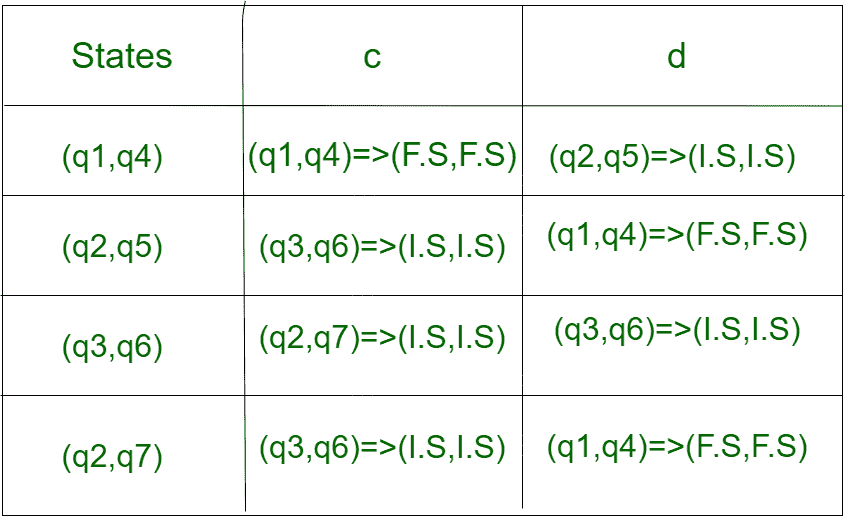 States c d
(q1,q4) (q1,q4)=>(F.S,F.S) (q2,q5)=>(I.S,I.S)
(q2,q5) (q3,q6)=>(I.S,I.S) (q1,q4)=>(F.S,F.S)
(q3,q6) (q2,q7)=>(I.S,I.S) (q3,q6)=>(I.S,I.S)
(q2,q7) (q3,q6)=>(I.S,I.S) (q1,q4)=>(F.S,F.S)